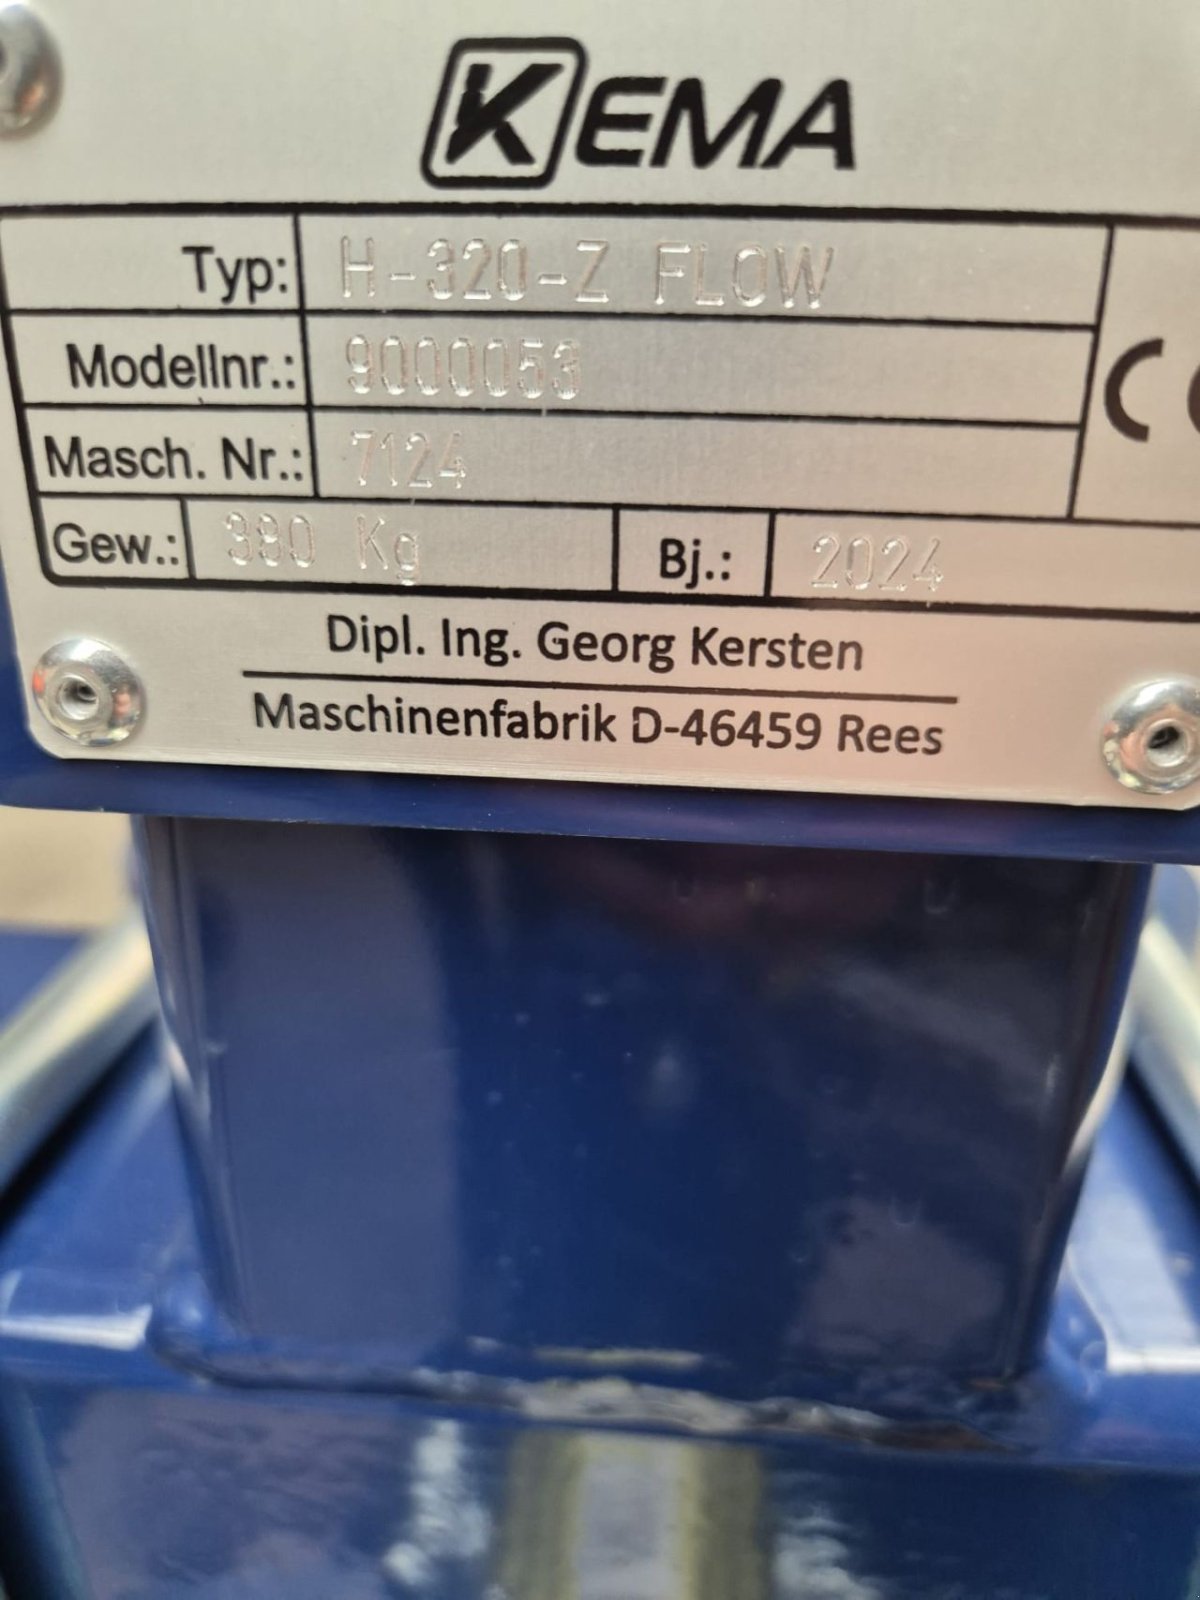 KEMA
Typ: H-320-Z FLOW
Modellnr.: 9000053
Masch. Nr.: 7124
Gew.: 380 Kg Bj.: 2024
CE
Dipl. Ing. Georg Kersten
Maschinenfabrik D-46459 Rees